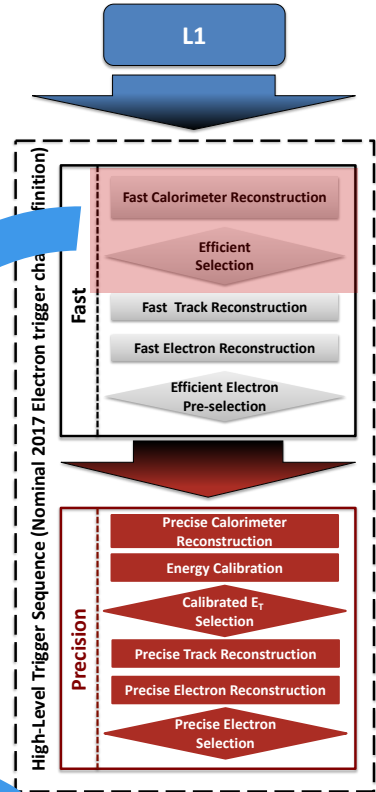 L1
High-Level Trigger Sequence (Nominal 2017 Electron trigger cha efinition)
Fast
Fast Calorimeter Reconstruction
Efficient
Selection
Fast Track Reconstruction
Fast Electron Reconstruction
Efficient Electron
Pre-selection
Precision
Precise Calorimeter
Reconstruction
Energy Calibration
Calibrated ET
Selection
Precise Track Reconstruction
Precise Electron Reconstruction
Precise Electron
Selection